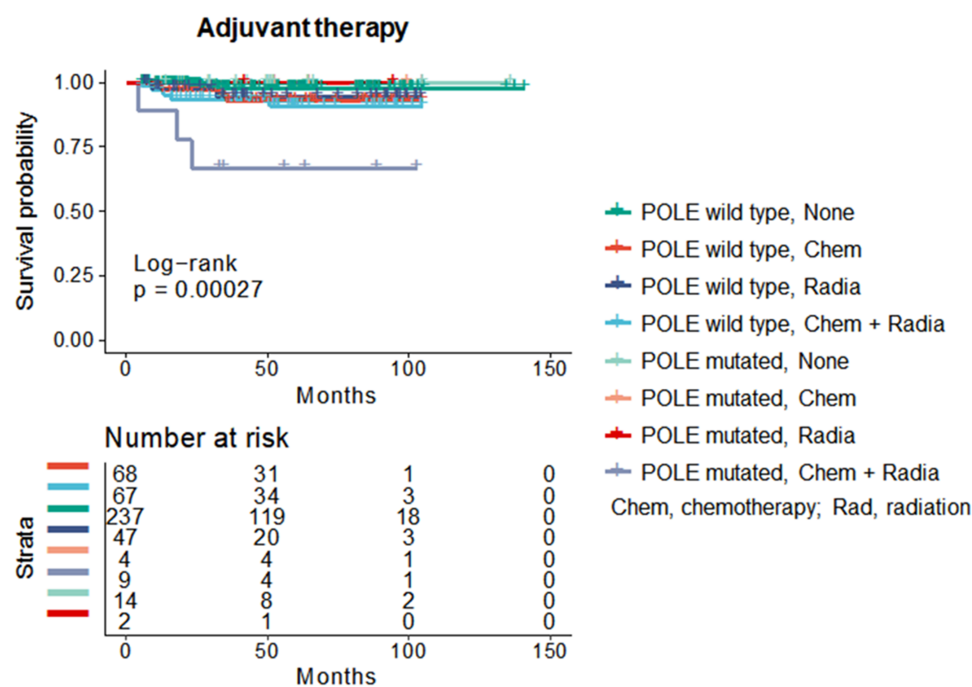 Adjuvant therapy
1.00
0.75
0.50
0.25
0.00
Survival probability
Log-rank
p = 0.00027
0 50 100 150
Months
POLE wild type, None
POLE wild type, Chem
POLE wild type, Radia
POLE wild type, Chem + Radia
POLE mutated, None
POLE mutated, Chem
POLE mutated, Radia
POLE mutated, Chem + Radia
Chem, chemotherapy; Rad, radiation
Number at risk
Strata
68 31 1 0
67 34 3 0
237 119 18 0
47 20 3 0
4 4 1 0
9 4 1 0
14 8 2 0
2 1 0 0
0 50 100 150
Months